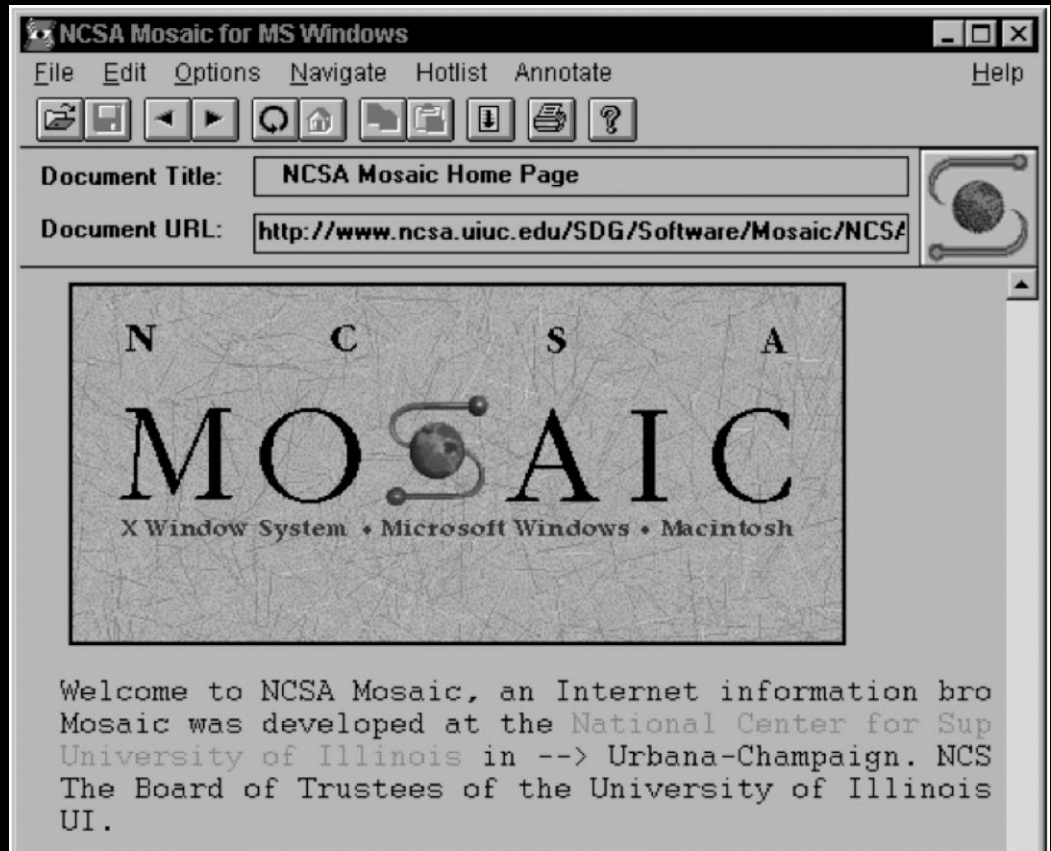 NCSA Mosaic for MS Windows
File Edit Options Navigate Hotlist Annotate Help
Document Title: NCSA Mosaic Home Page
Document URL: http://www.ncsa.uiuc.edu/SDG/Software/Mosaic/NCSA
N C S A
MOSAIC
X Window System • Microsoft Windows • Macintosh
Welcome to NCSA Mosaic, an Internet information bro
Mosaic was developed at the National Center for Sup
University of Illinois in --> Urbana-Champaign. NCS
The Board of Trustees of the University of Illinois
UI.